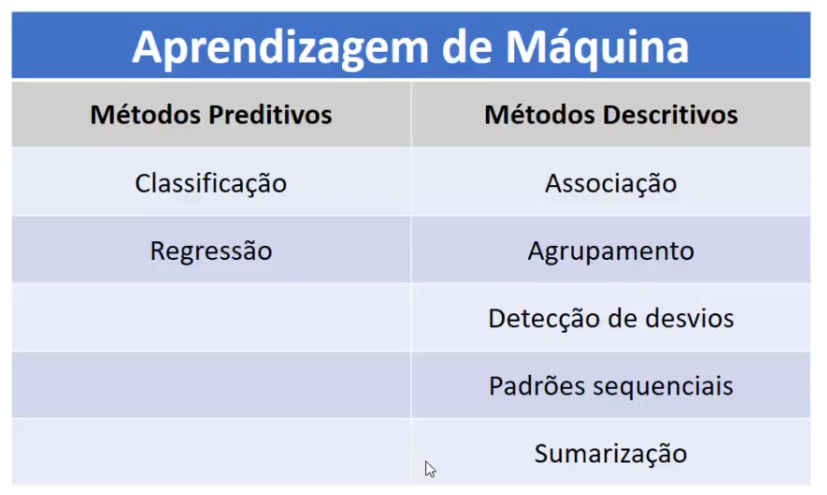 Aprendizagem de Máquina
Métodos Preditivos Métodos Descritivos
Classificação Associação
Regressão Agrupamento
Detecção de desvios
Padrões sequenciais
Sumarização